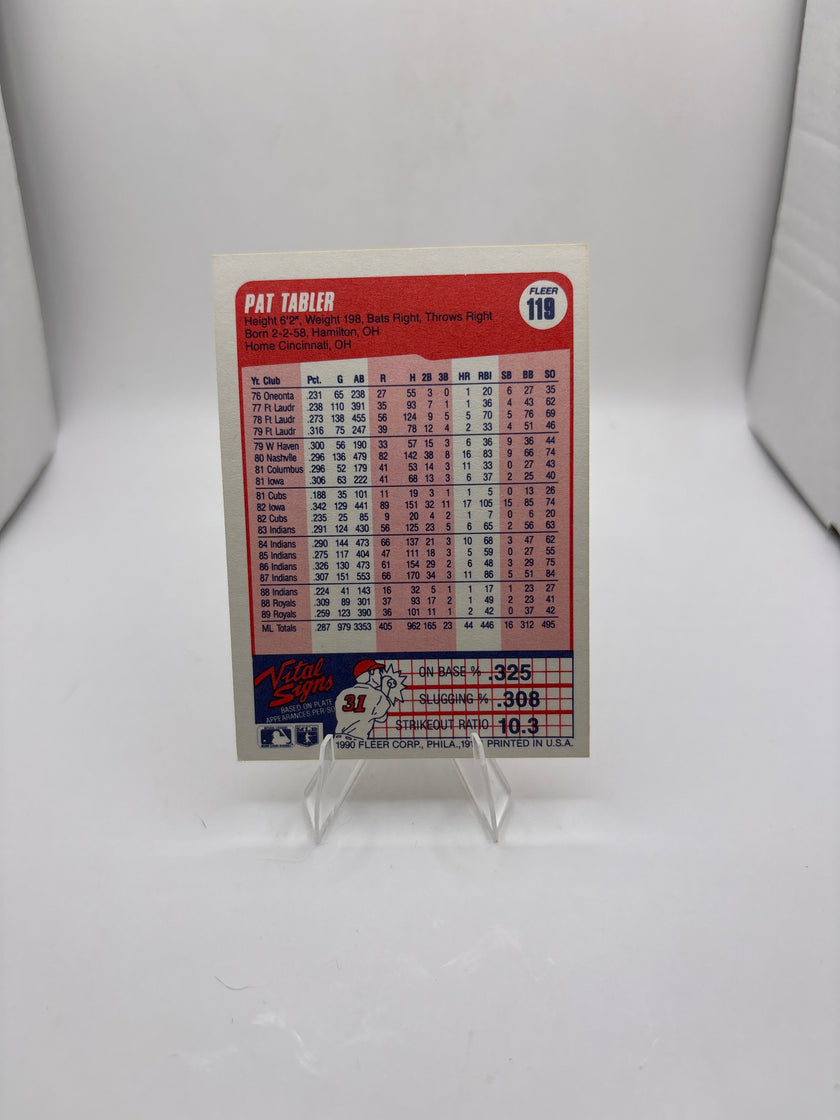 PAT TABLER
FLEER
119
Height 6'2", Weight 198, Bats Right, Throws Right
Born 2-2-58, Hamilton, OH
Home Cincinnati, OH
Yr. Club Pct. G AB R H 2B 3B HR RBI SB BB SO
76 Oneonta .231 65 238 27 55 3 0 1 20 6 27 35
77 Ft Laudr .238 110 391 35 93 7 1 1 36 4 43 62
78 Ft Laudr .273 138 455 56 124 9 5 5 70 5 76 69
79 Ft Laudr .316 75 247 39 78 12 4 2 33 4 51 46
79 W Haven .300 56 190 33 57 15 3 6 36 9 36 44
80 Nashvlle .296 136 479 82 142 38 8 16 83 9 66 74
81 Columbus .296 52 179 41 53 14 3 11 33 0 27 43
81 Iowa .306 63 222 41 68 13 3 6 37 2 25 40
81 Cubs .188 35 101 11 19 3 1 1 5 0 13 26
82 Iowa .342 129 441 89 151 32 11 17 105 15 85 74
82 Cubs .235 25 85 9 20 4 2 1 7 0 6 20
83 Indians .291 124 430 56 125 23 5 6 65 2 56 63
84 Indians .290 144 473 66 137 21 3 10 68 3 47 62
85 Indians .275 117 404 47 111 18 3 5 59 0 27 55
86 Indians .326 130 473 61 154 29 2 6 48 3 29 75
87 Indians .307 151 553 66 170 34 3 11 86 5 51 84
88 Indians .224 41 143 16 32 5 1 1 17 1 23 27
88 Royals .309 89 301 37 93 17 2 1 49 2 23 41
89 Royals .259 123 390 36 101 11 1 2 42 0 37 42
ML Totals .287 979 3353 405 962 165 23 44 446 16 312 495
Vital Signs
BASED ON PLATE
APPEARANCES PER/SO
31
ON BASE % .325
SLUGGING % .308
STRIKEOUT RATIO 10.3
1990 FLEER CORP., PHILA.,19 PRINTED IN U.S.A.